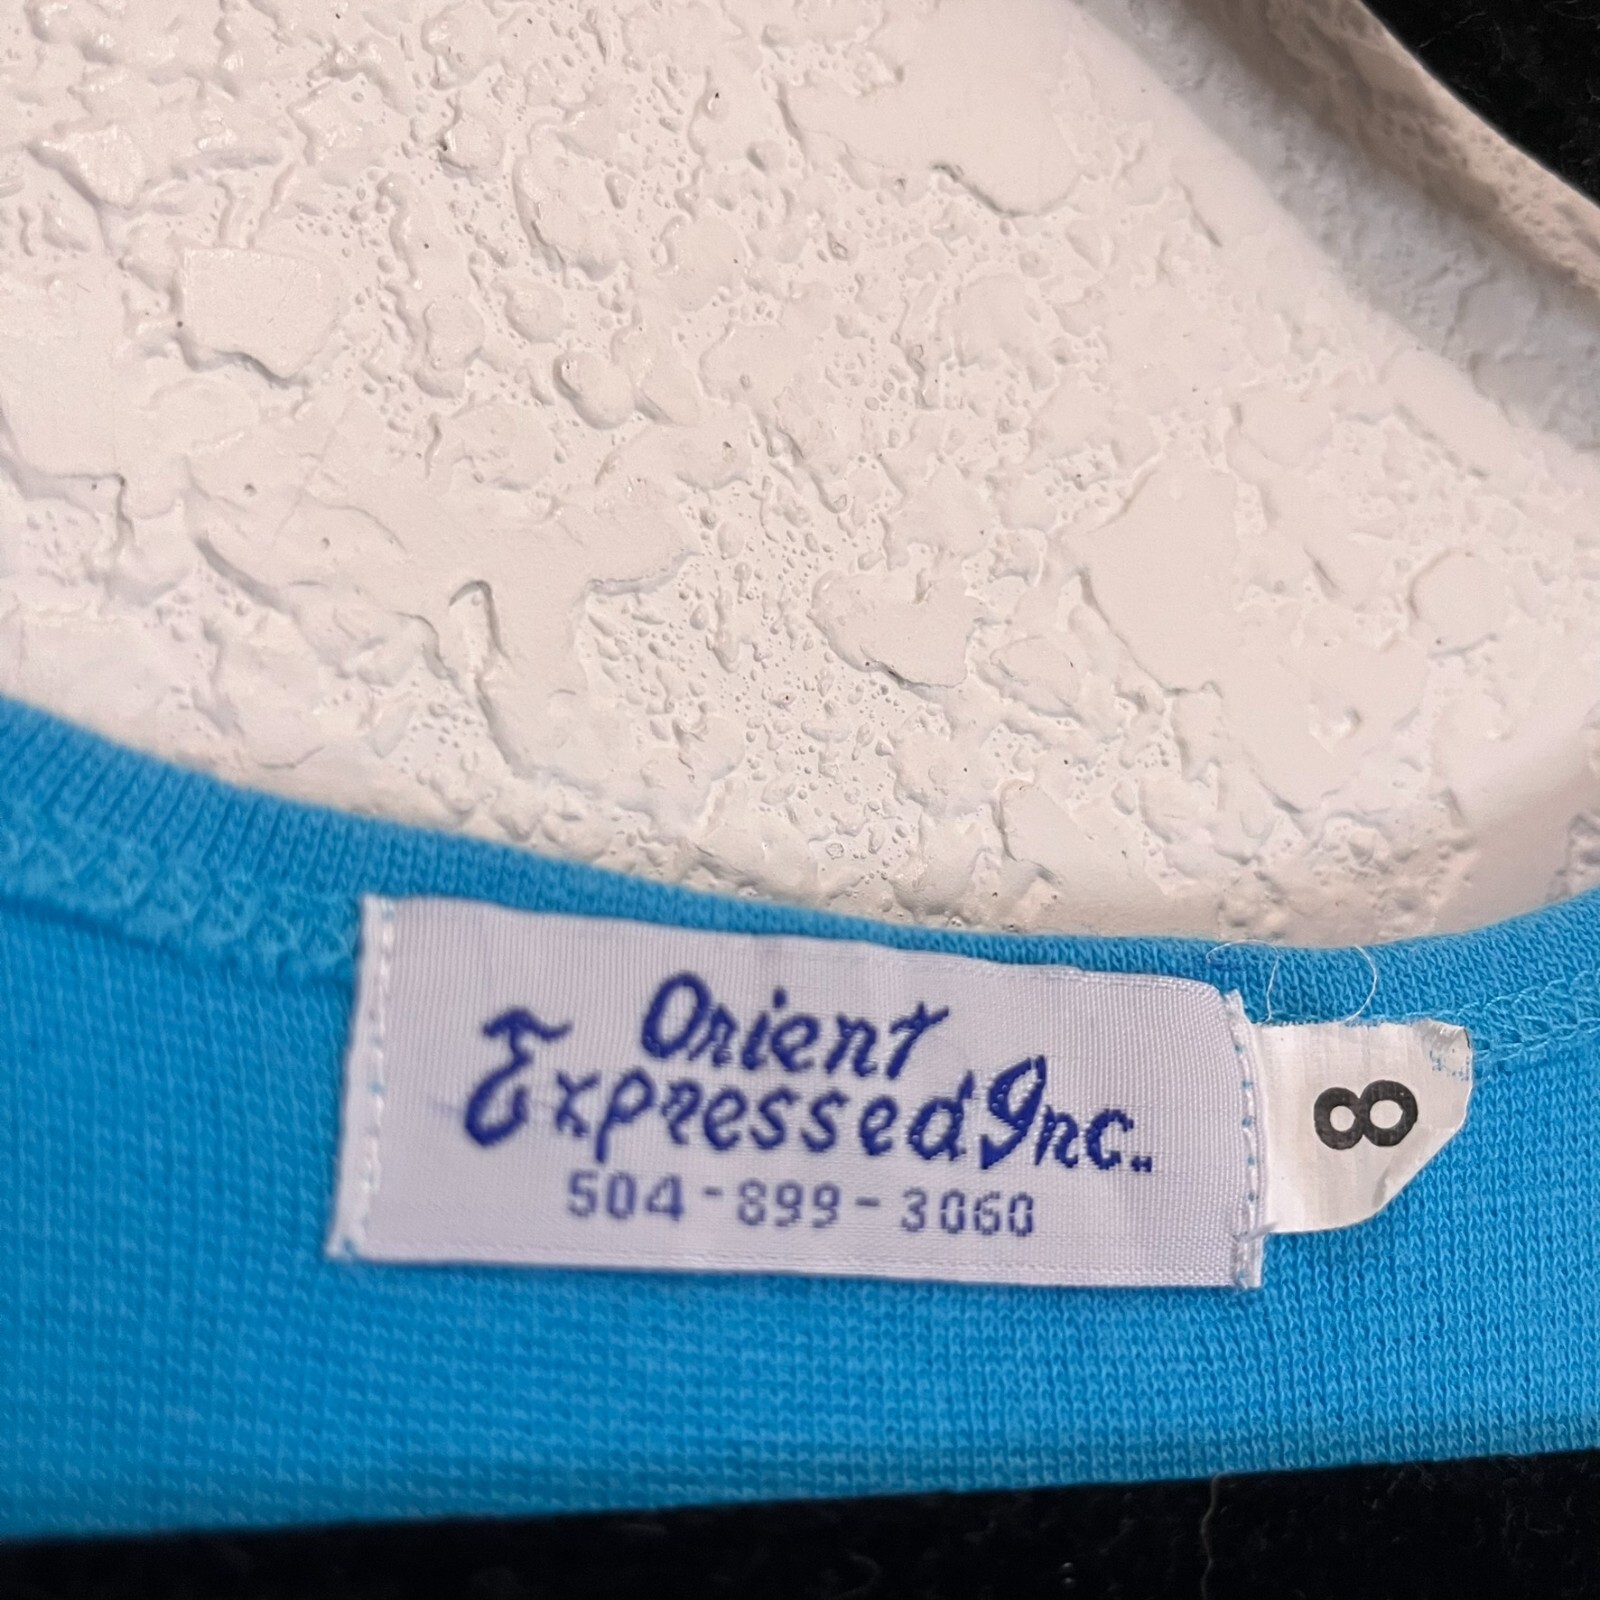 Orient
Expressed Inc..
504-899-3060
8